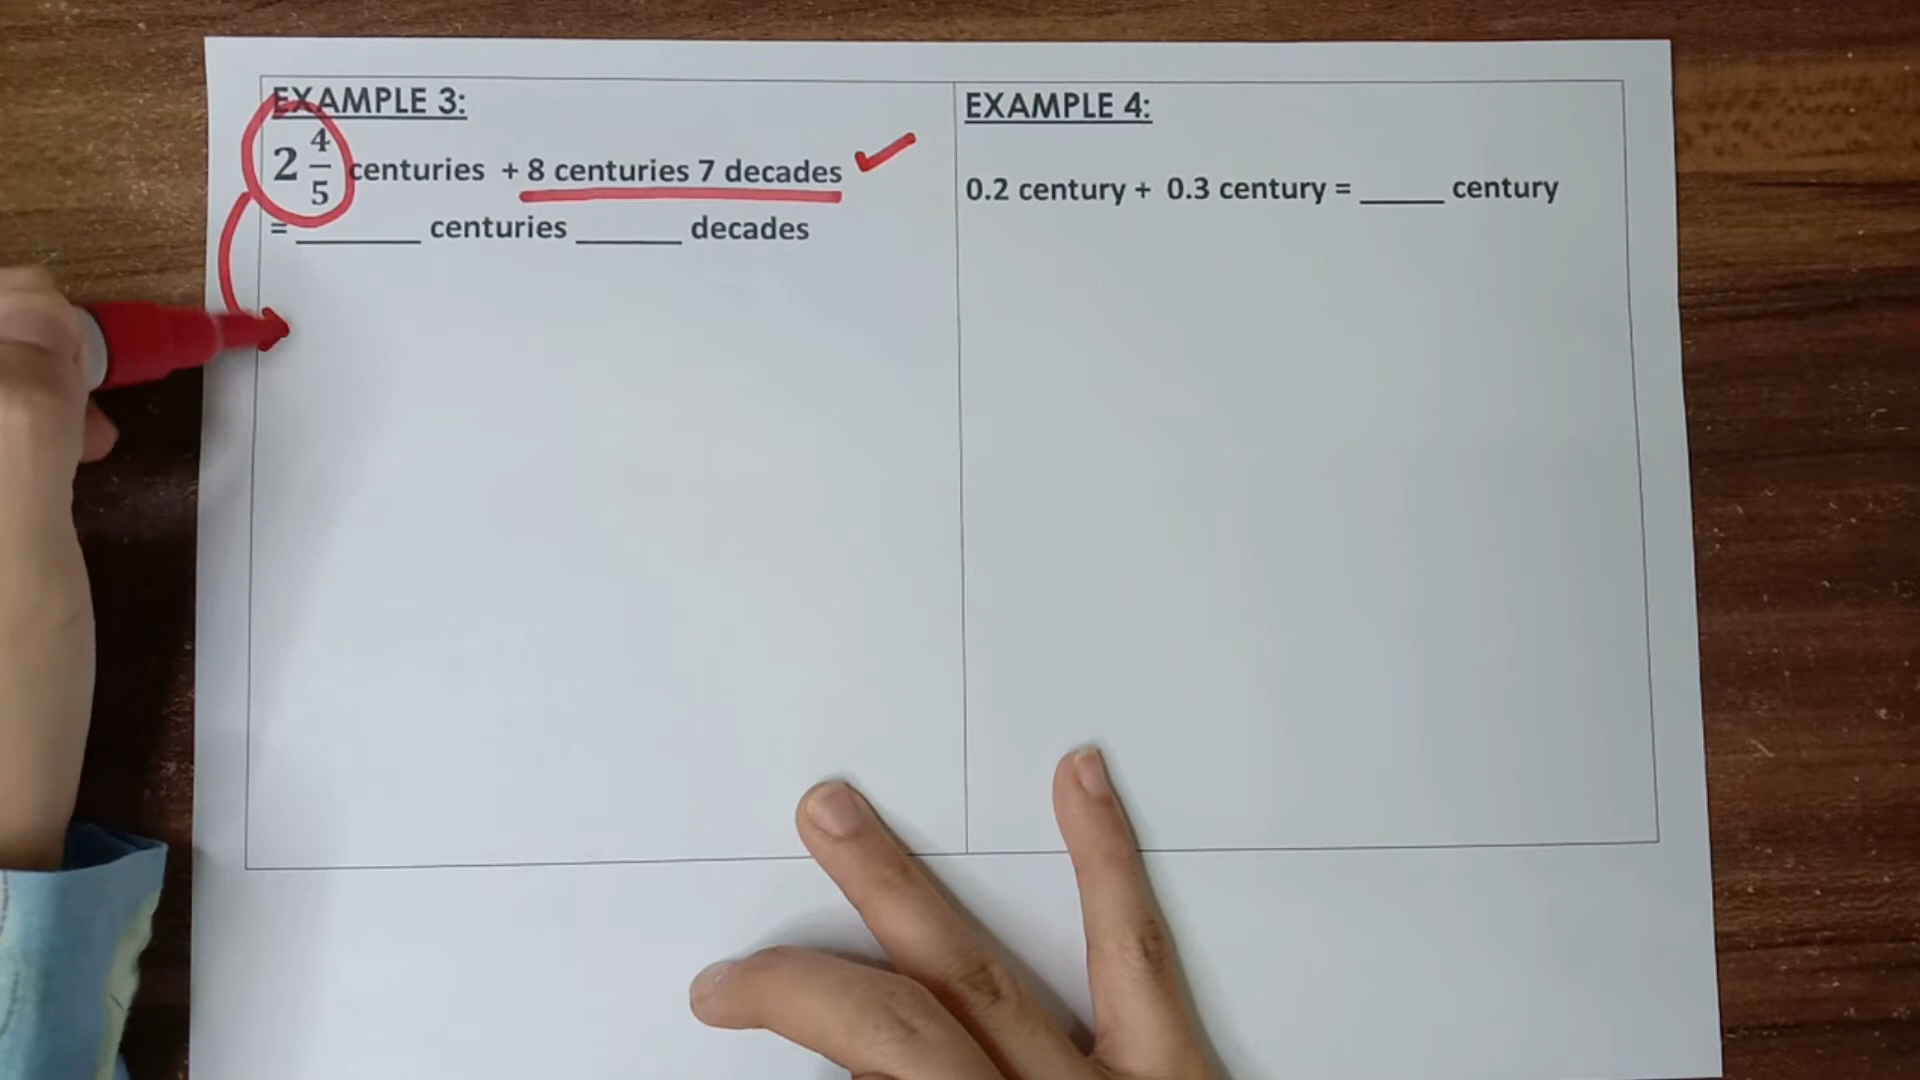 EXAMPLE 3:
2 4/5 centuries + 8 centuries 7 decades
= ______ centuries _____ decades
EXAMPLE 4:
0.2 century + 0.3 century = ____ century